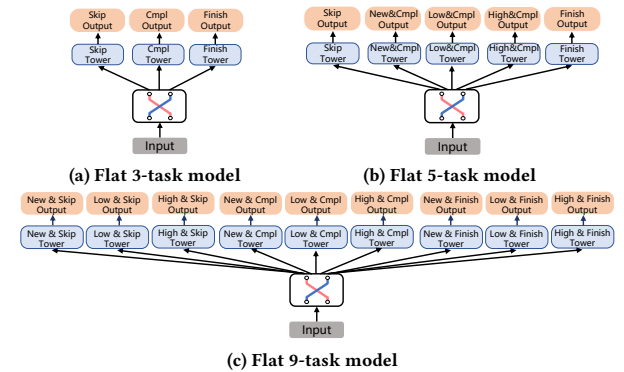 Skip Output
Cmpl Output
Finish Output
Skip Tower
Cmpl Tower
Finish Tower
Input
(a) Flat 3-task model
Skip Output
New&Cmpl Output
Low&Cmpl Output
High&Cmpl Output
Finish Output
Skip Tower
New&Cmpl Tower
Low&Cmpl Tower
High&Cmpl Tower
Finish Tower
Input
(b) Flat 5-task model
New & Skip Output
Low & Skip Output
High & Skip Output
New & Cmpl Output
Low & Cmpl Output
High & Cmpl Output
New & Finish Output
Low & Finish Output
High & Finish Output
New & Skip Tower
Low & Skip Tower
High & Skip Tower
New & Cmpl Tower
Low & Cmpl Tower
High & Cmpl Tower
New & Finish Tower
Low & Finish Tower
High & Finish Tower
Input
(c) Flat 9-task model